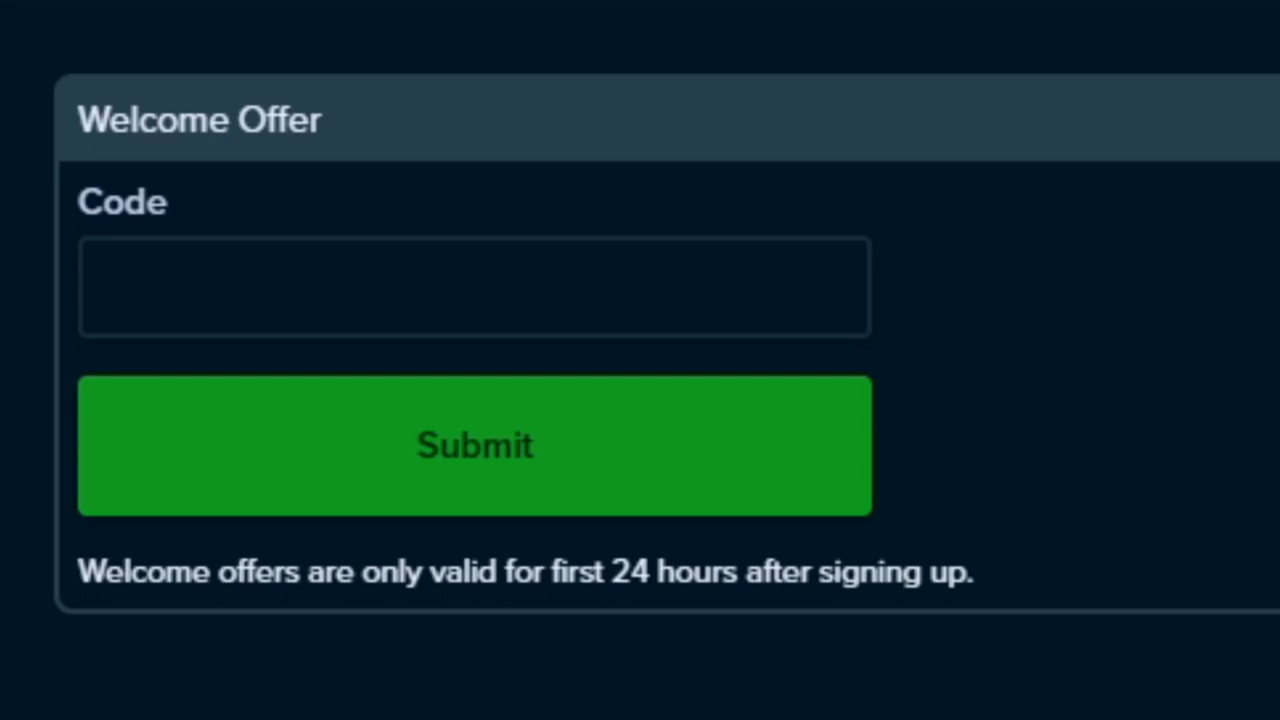 Welcome Offer
Code
Submit
Welcome offers are only valid for first 24 hours after signing up.